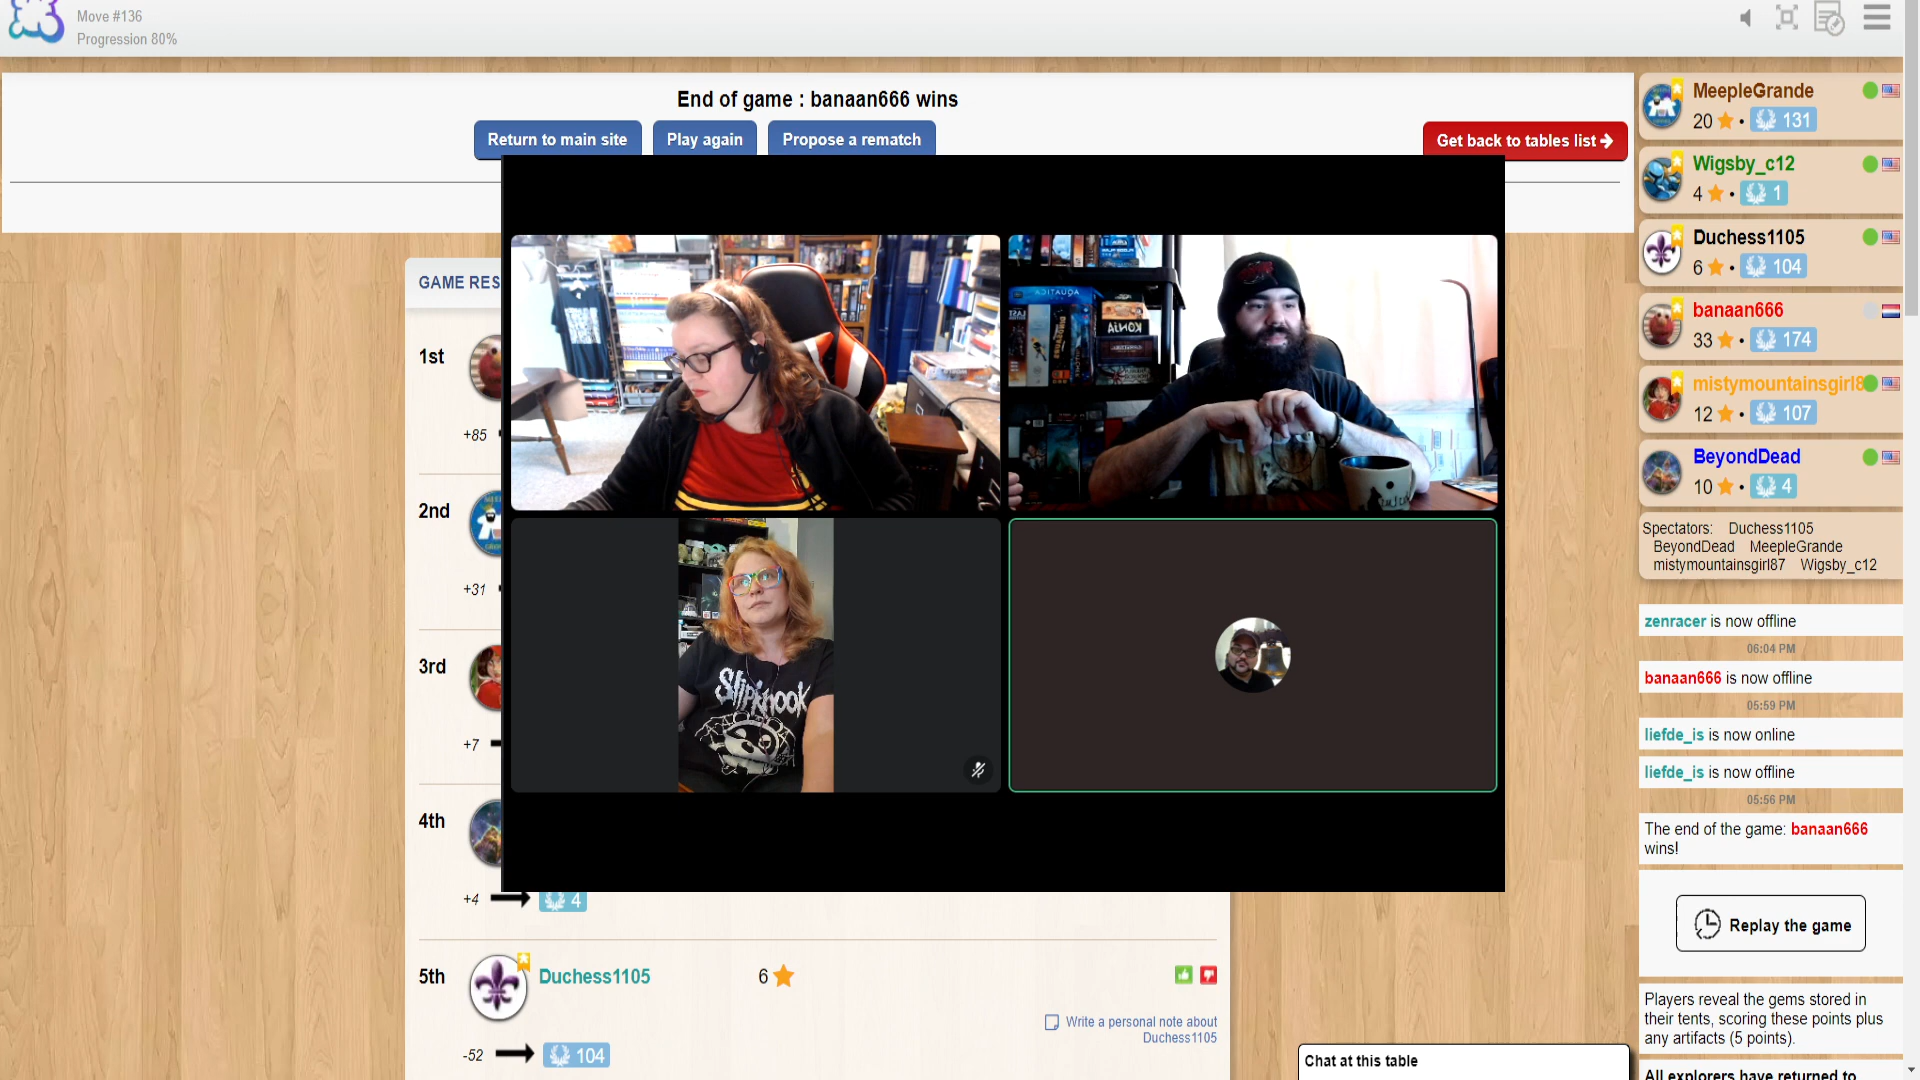 Move #136
Progression 80%
End of game : banaan666 wins
Return to main site
Play again
Propose a rematch
Get back to tables list
GAME RES
1st
+85
2nd
+31
3rd
+7
4th
+4
4
5th
Duchess1105
6
-52
104
Write a personal note about
Duchess1105
AQUATICA
KONJA
Slipknook
MeepleGrande
20 • 131
Wigsby_c12
4 • 1
Duchess1105
6 • 104
banaan666
33 • 174
mistymountainsgirl8
12 • 107
BeyondDead
10 • 4
Spectators: Duchess1105
BeyondDead MeepleGrande
mistymountainsgirl87 Wigsby_c12
zenracer is now offline
06:04 PM
banaan666 is now offline
05:59 PM
liefde_is is now online
liefde_is is now offline
05:56 PM
The end of the game: banaan666
wins!
Replay the game
Players reveal the gems stored in
their tents, scoring these points plus
any artifacts (5 points).
All explorers have returned to
Chat at this table